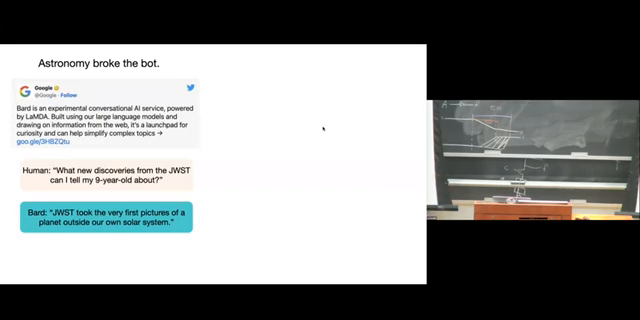 Astronomy broke the bot.
Google
@Google · Follow
Bard is an experimental conversational AI service, powered
by LaMDA. Built using our large language models and
drawing on information from the web, it's a launchpad for
curiosity and can help simplify complex topics →
goo.gle/3HBZQtu
Human: “What new discoveries from the JWST
can I tell my 9-year-old about?”
Bard: “JWST took the very first pictures of a
planet outside our own solar system.”